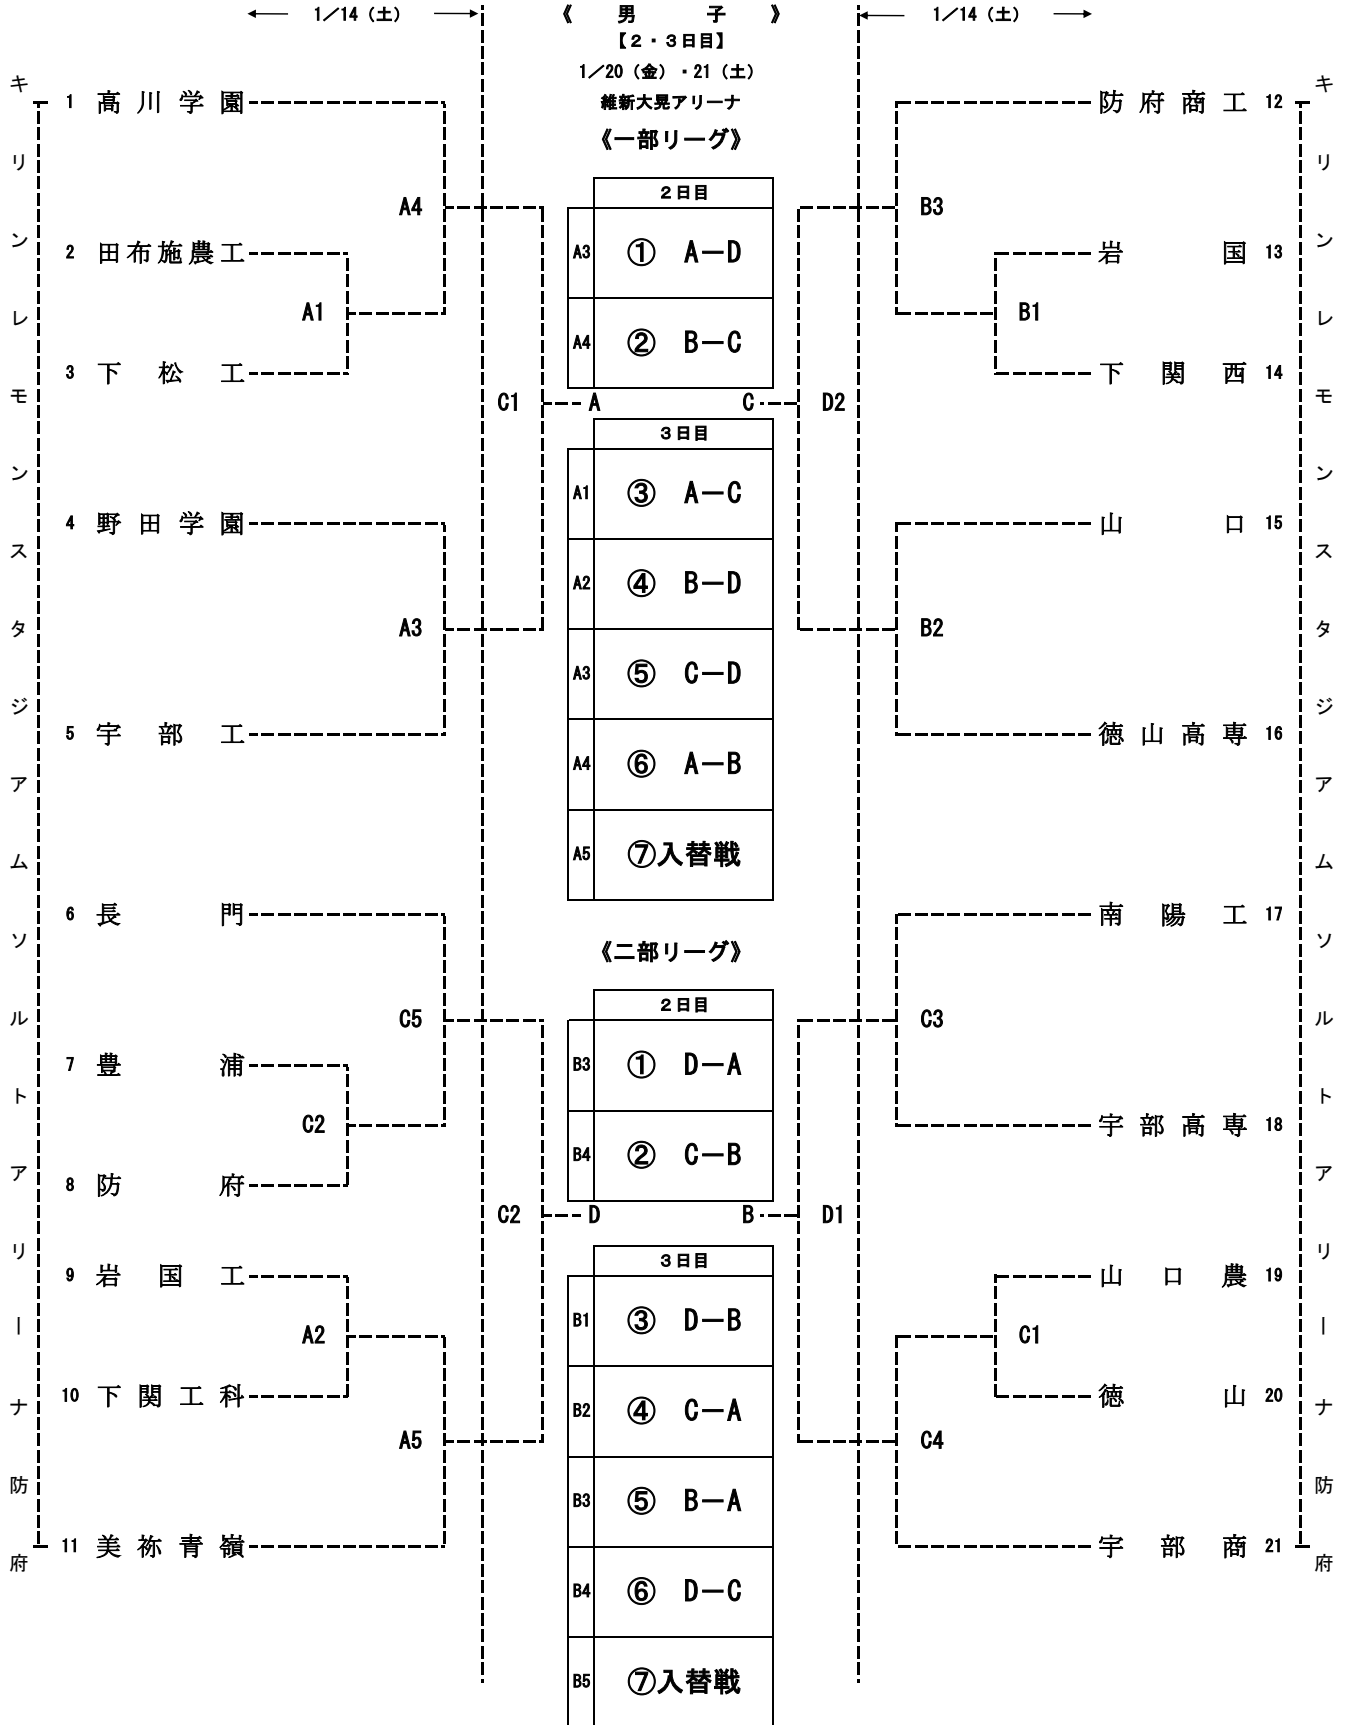 1／14（土）
《　男　子　》
1／14（土）
【２・３日目】
1／20（金）・21（土）
維新大晃アリーナ
《一部リーグ》
キリンレモンスタジアムソルトアリーナ防府
1 高川学園
A4
2 田布施農工
A1
3 下松工
C1
4 野田学園
A3
5 宇部工
6 長門
C5
7 豊浦
C2
8 防府
C2
9 岩国工
A2
10 下関工科
A5
11 美祢青嶺
２日目
A3 ① A－D
A4 ② B－C
A C
３日目
A1 ③ A－C
A2 ④ B－D
A3 ⑤ C－D
A4 ⑥ A－B
A5 ⑦入替戦
《二部リーグ》
２日目
B3 ① D－A
B4 ② C－B
D B
３日目
B1 ③ D－B
B2 ④ C－A
B3 ⑤ B－A
B4 ⑥ D－C
B5 ⑦入替戦
防府商工 12
B3
岩国 13
B1
下関西 14
D2
山口 15
B2
徳山高専 16
南陽工 17
C3
宇部高専 18
D1
山口農 19
C1
徳山 20
C4
宇部商 21
キリンレモンスタジアムソルトアリーナ防府